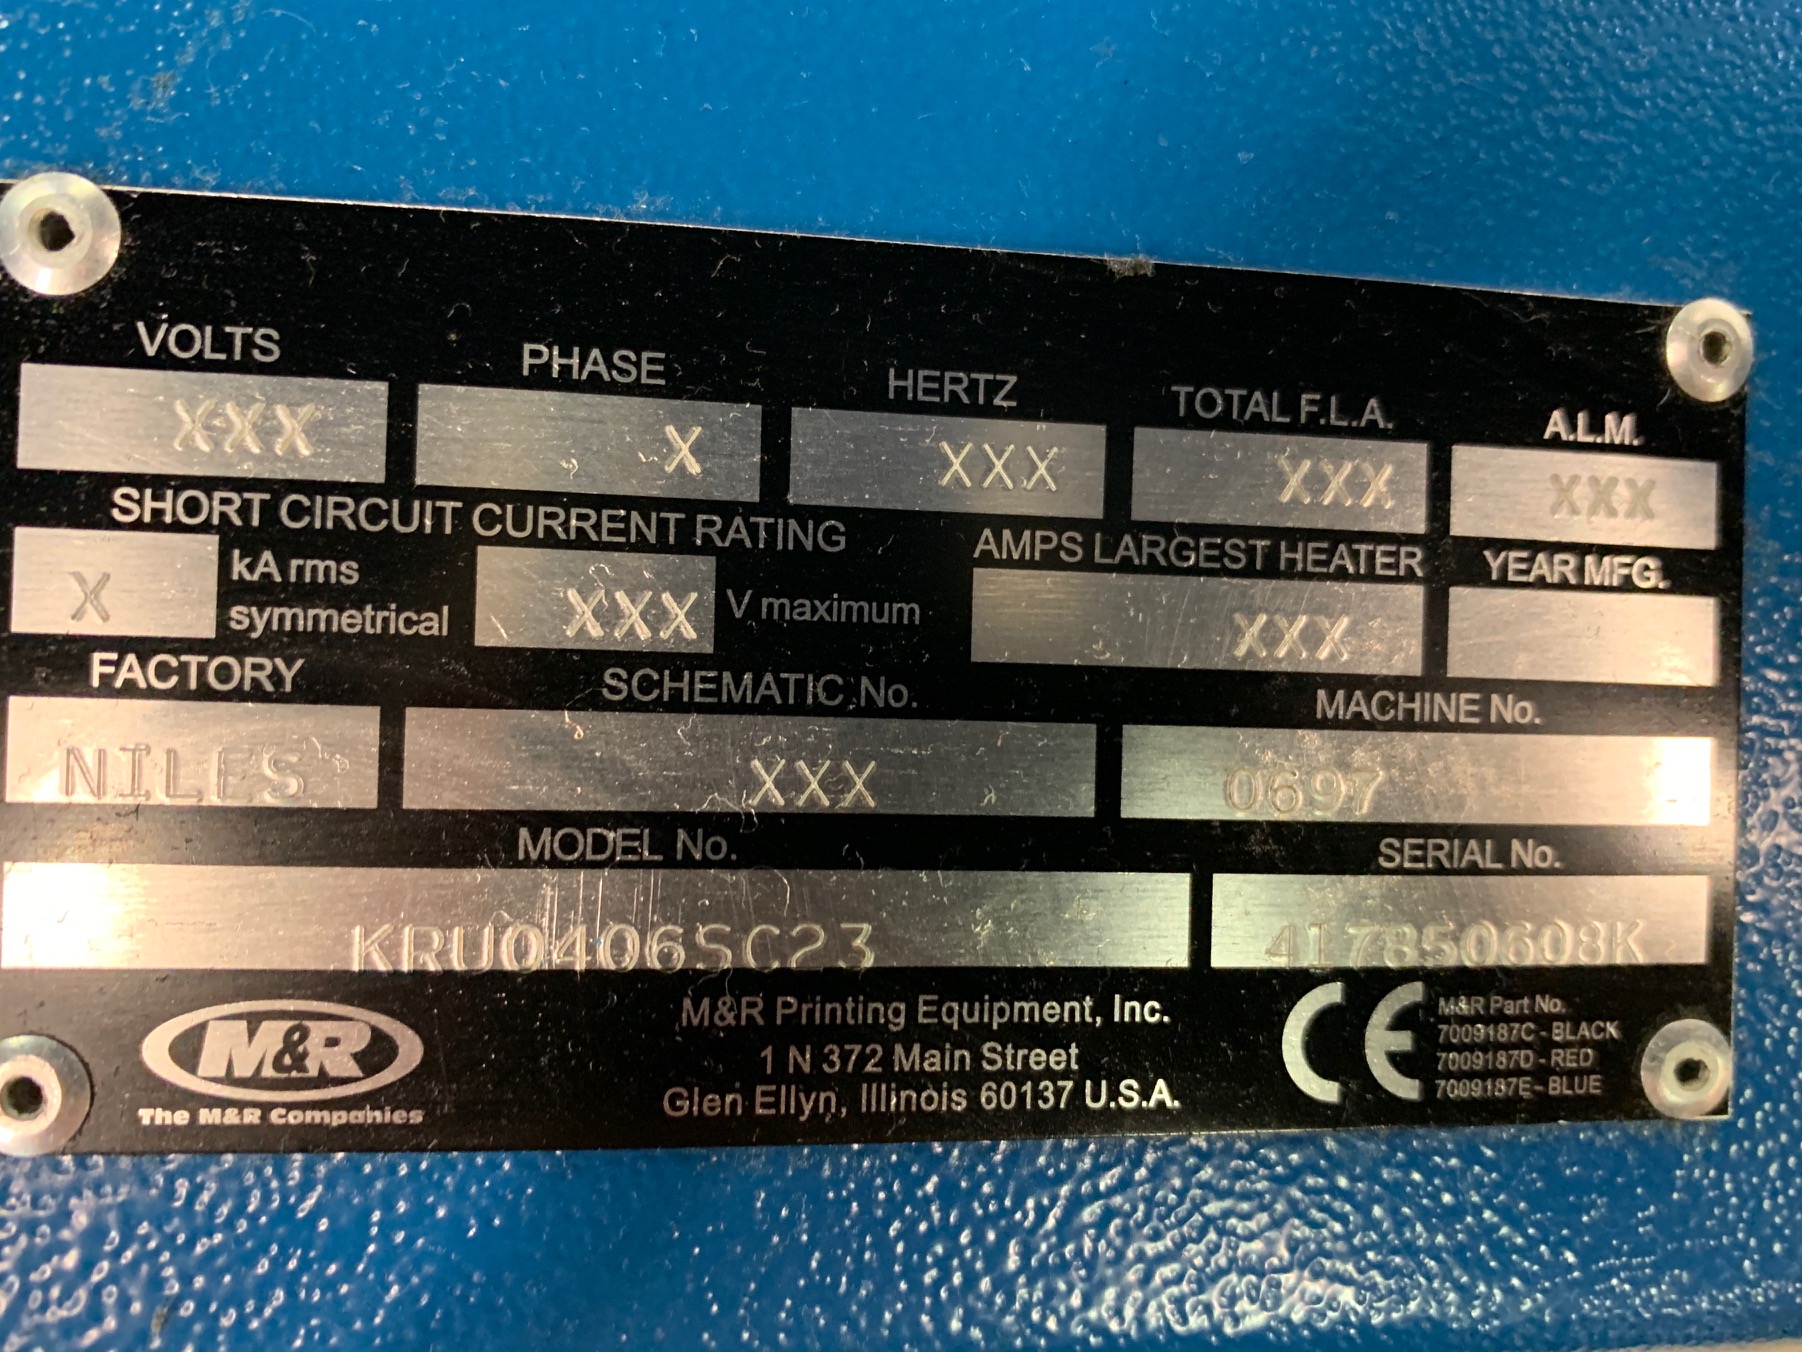 VOLTS PHASE HERTZ TOTAL F.L.A. A.L.M.
XXX X XXX XXX XXX
SHORT CIRCUIT CURRENT RATING AMPS LARGEST HEATER YEAR MFG.
X kA rms symmetrical XXX V maximum XXX
FACTORY SCHEMATIC No. MACHINE No.
NILES XXX 0697
MODEL No. SERIAL No.
KRU0406SC23 417850608K
M&R
The M&R Companies
M&R Printing Equipment, Inc.
1 N 372 Main Street
Glen Ellyn, Illinois 60137 U.S.A.
CE
M&R Part No.
7009187C - BLACK
7009187D - RED
7009187E - BLUE